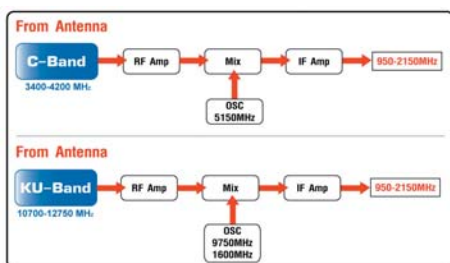 From Antenna
C-Band
3400-4200 MHz
RF Amp
Mix
IF Amp
950-2150MHz
OSC
5150MHz
From Antenna
KU-Band
10700-12750 MHz
RF Amp
Mix
IF Amp
950-2150MHz
OSC
9750MHz
1600MHz